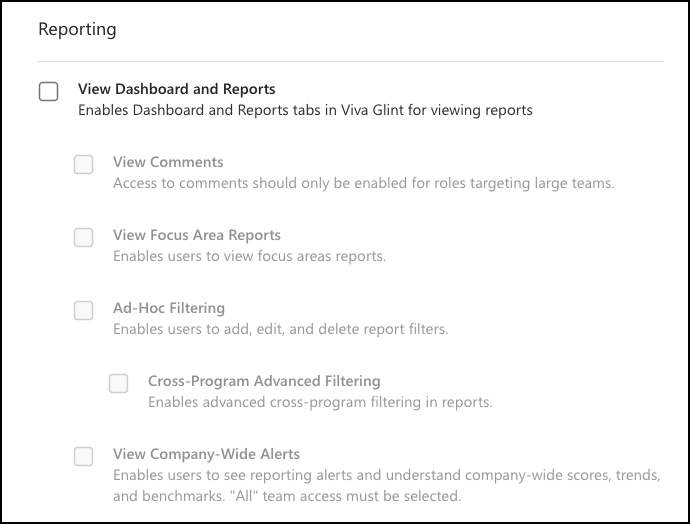 Reporting
View Dashboard and Reports
Enables Dashboard and Reports tabs in Viva Glint for viewing reports
View Comments
Access to comments should only be enabled for roles targeting large teams.
View Focus Area Reports
Enables users to view focus areas reports.
Ad-Hoc Filtering
Enables users to add, edit, and delete report filters.
Cross-Program Advanced Filtering
Enables advanced cross-program filtering in reports.
View Company-Wide Alerts
Enables users to see reporting alerts and understand company-wide scores, trends,
and benchmarks. "All" team access must be selected.